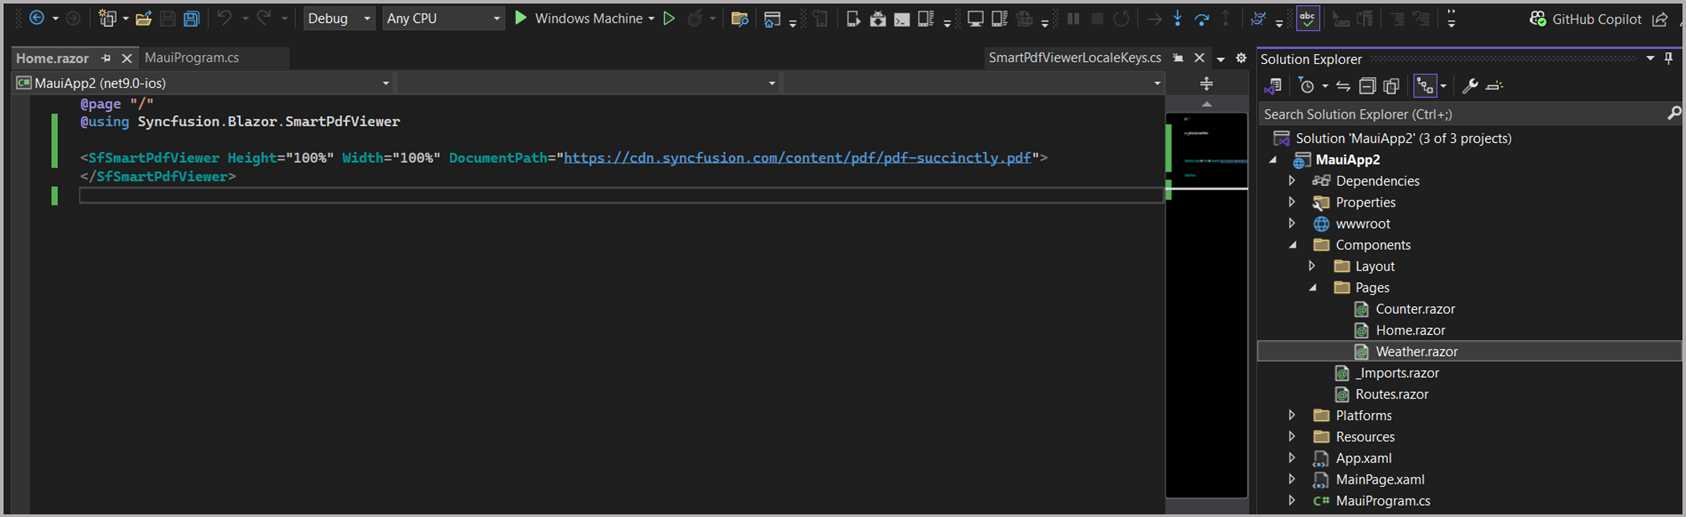 Debug
Any CPU
Windows Machine
abc
GitHub Copilot
Home.razor
MauiProgram.cs
SmartPdfViewerLocaleKeys.cs
C# MauiApp2 (net9.0-ios)
@page "/"
@using Syncfusion.Blazor.SmartPdfViewer
<SfSmartPdfViewer Height="100%" Width="100%" DocumentPath="https://cdn.syncfusion.com/content/pdf/pdf-succinctly.pdf">
</SfSmartPdfViewer>
Solution Explorer
Search Solution Explorer (Ctrl+;)
Solution 'MauiApp2' (3 of 3 projects)
MauiApp2
Dependencies
Properties
wwwroot
Components
Layout
Pages
Counter.razor
Home.razor
Weather.razor
_Imports.razor
Routes.razor
Platforms
Resources
App.xaml
MainPage.xaml
C# MauiProgram.cs